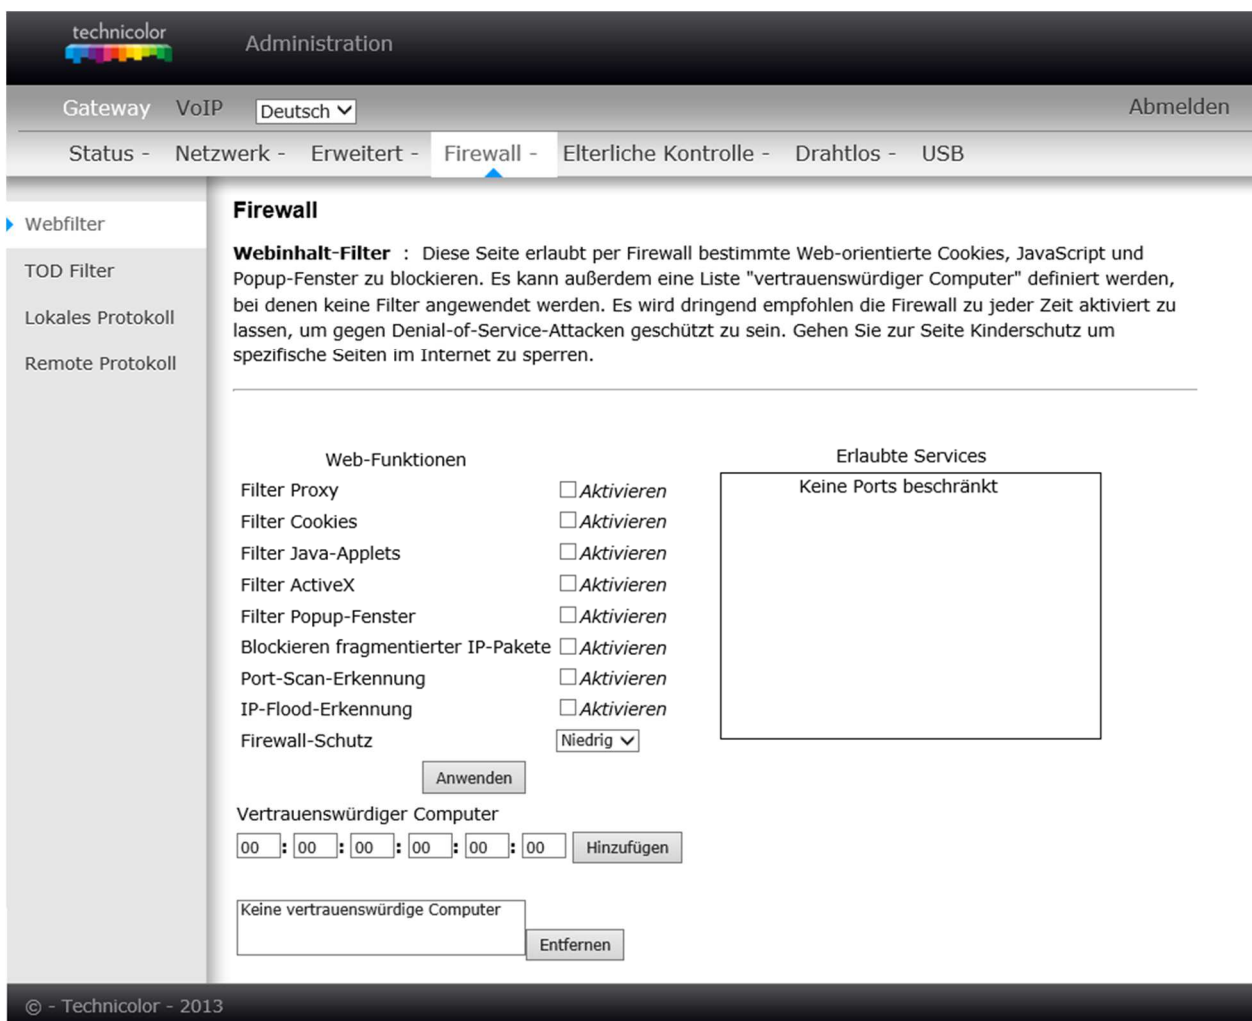 technicolor
Administration
Gateway VoIP Deutsch Abmelden
Status - Netzwerk - Erweitert - Firewall - Elterliche Kontrolle - Drahtlos - USB
Webfilter
TOD Filter
Lokales Protokoll
Remote Protokoll
Firewall
Webinhalt-Filter : Diese Seite erlaubt per Firewall bestimmte Web-orientierte Cookies, JavaScript und
Popup-Fenster zu blockieren. Es kann außerdem eine Liste "vertrauenswürdiger Computer" definiert werden,
bei denen keine Filter angewendet werden. Es wird dringend empfohlen die Firewall zu jeder Zeit aktiviert zu
lassen, um gegen Denial-of-Service-Attacken geschützt zu sein. Gehen Sie zur Seite Kinderschutz um
spezifische Seiten im Internet zu sperren.
Web-Funktionen
Filter Proxy Aktivieren
Filter Cookies Aktivieren
Filter Java-Applets Aktivieren
Filter ActiveX Aktivieren
Filter Popup-Fenster Aktivieren
Blockieren fragmentierter IP-Pakete Aktivieren
Port-Scan-Erkennung Aktivieren
IP-Flood-Erkennung Aktivieren
Firewall-Schutz Niedrig
Anwenden
Erlaubte Services
Keine Ports beschränkt
Vertrauenswürdiger Computer
00 : 00 : 00 : 00 : 00 : 00 Hinzufügen
Keine vertrauenswürdige Computer
Entfernen
© - Technicolor - 2013